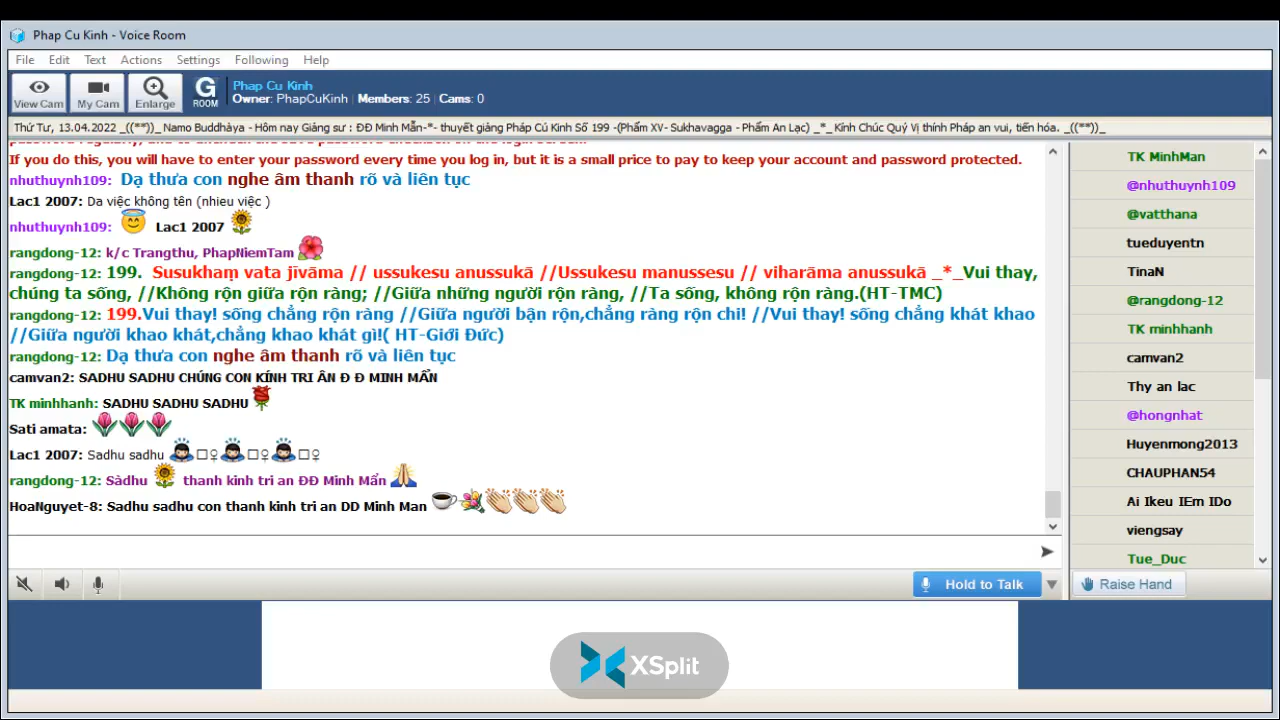 Phap Cu Kinh - Voice Room
File Edit Text Actions Settings Following Help
View Cam My Cam Enlarge G ROOM
Phap Cu Kinh
Owner: PhapCuKinh | Members: 25 | Cams: 0
Thứ Tư, 13.04.2022 _((**))_ Namo Buddhàya - Hôm nay Giảng sư : ĐĐ Minh Mẫn-*- thuyết giảng Pháp Cú Kinh Số 199 -(Phẩm XV- Sukhavagga - Phẩm An Lạc) _*_ Kính Chúc Quý Vị thính Pháp an vui, tiến hóa. _((**))_
If you do this, you will have to enter your password every time you log in, but it is a small price to pay to keep your account and password protected.
nhuthuynh109: Dạ thưa con nghe âm thanh rõ và liên tục
Lac1 2007: Da việc không tên (nhieu việc )
nhuthuynh109: Lac1 2007
rangdong-12: k/c Trangthu, PhapNiemTam
rangdong-12: 199. Susukhaṃ vata jīvāma // ussukesu anussukā //Ussukesu manussesu // viharāma anussukā _*_Vui thay,
chúng ta sống, //Không rộn giữa rộn ràng; //Giữa những người rộn ràng, //Ta sống, không rộn ràng.(HT-TMC)
rangdong-12: 199.Vui thay! sống chẳng rộn ràng //Giữa người bận rộn,chẳng ràng rộn chi! //Vui thay! sống chẳng khát khao
//Giữa người khao khát,chẳng khao khát gì!( HT-Giới Đức)
rangdong-12: Dạ thưa con nghe âm thanh rõ và liên tục
camvan2: SADHU SADHU CHÚNG CON KÍNH TRI ÂN Đ Đ MINH MẨN
TK minhhanh: SADHU SADHU SADHU
Sati amata:
Lac1 2007: Sadhu sadhu
rangdong-12: Sàdhu thanh kinh tri an ĐĐ Minh Mẩn
HoaNguyet-8: Sadhu sadhu con thanh kinh tri an DD Minh Man
Hold to Talk
TK MinhMan
@nhuthuynh109
@vatthana
tueduyentn
TinaN
@rangdong-12
TK minhhanh
camvan2
Thy an lac
@hongnhat
Huyenmong2013
CHAUPHAN54
Ai Ikeu IEm IDo
viengsay
Tue_Duc
Raise Hand
XSplit